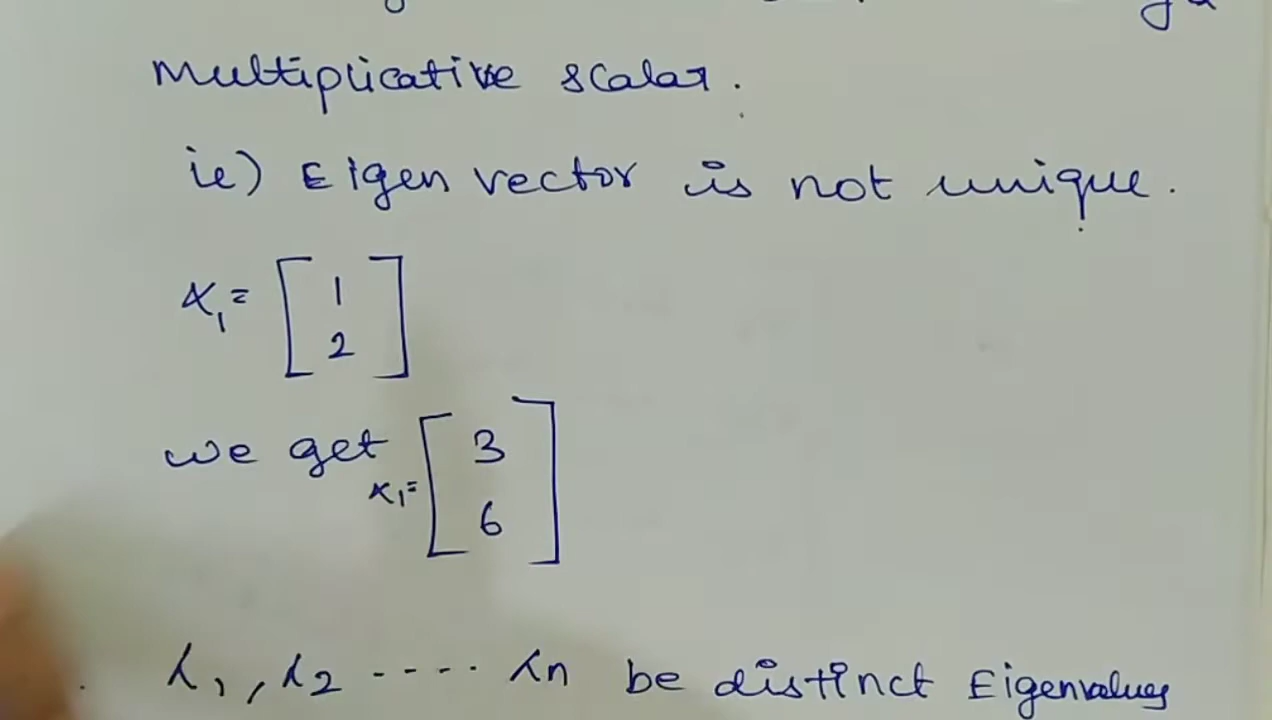 multiplicative scalar.
ie) Eigen vector is not unique.
x₁ = [ 1
2 ]
we get x₁ = [ 3
6 ]
λ₁, λ₂ ---- λn be distinct Eigenvalues